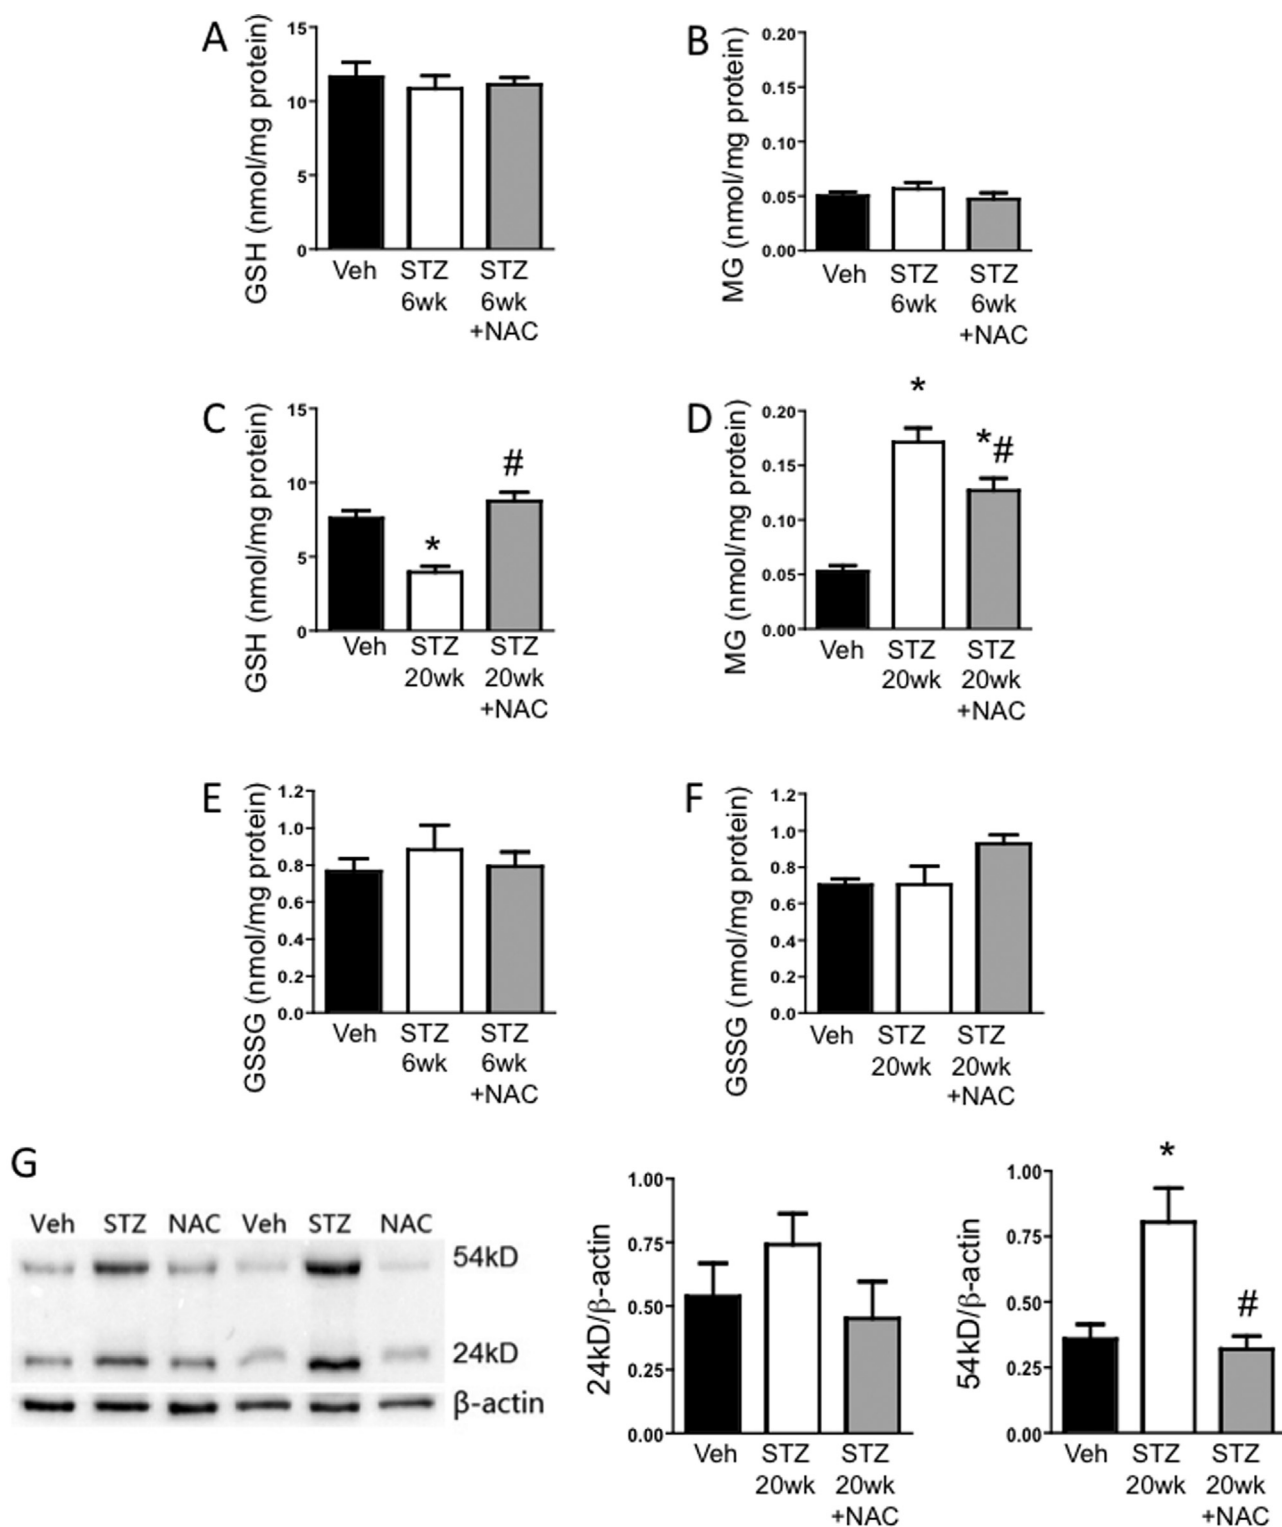 A
GSH (nmol/mg protein)
15
10
5
0
Veh STZ STZ
6wk 6wk
+NAC
B
MG (nmol/mg protein)
0.20
0.15
0.10
0.05
0.00
Veh STZ STZ
6wk 6wk
+NAC
C
GSH (nmol/mg protein)
15
10
5
0
*
#
Veh STZ STZ
20wk 20wk
+NAC
D
MG (nmol/mg protein)
0.20
0.15
0.10
0.05
0.00
*
*#
Veh STZ STZ
20wk 20wk
+NAC
E
GSSG (nmol/mg protein)
1.2
1.0
0.8
0.6
0.4
0.2
0.0
Veh STZ STZ
6wk 6wk
+NAC
F
GSSG (nmol/mg protein)
1.2
1.0
0.8
0.6
0.4
0.2
0.0
Veh STZ STZ
20wk 20wk
+NAC
G
Veh STZ NAC Veh STZ NAC
54kD
24kD
β-actin
24kD/β-actin
1.00
0.75
0.50
0.25
0.00
Veh STZ STZ
20wk 20wk
+NAC
54kD/β-actin
1.00
0.75
0.50
0.25
0.00
*
#
Veh STZ STZ
20wk 20wk
+NAC